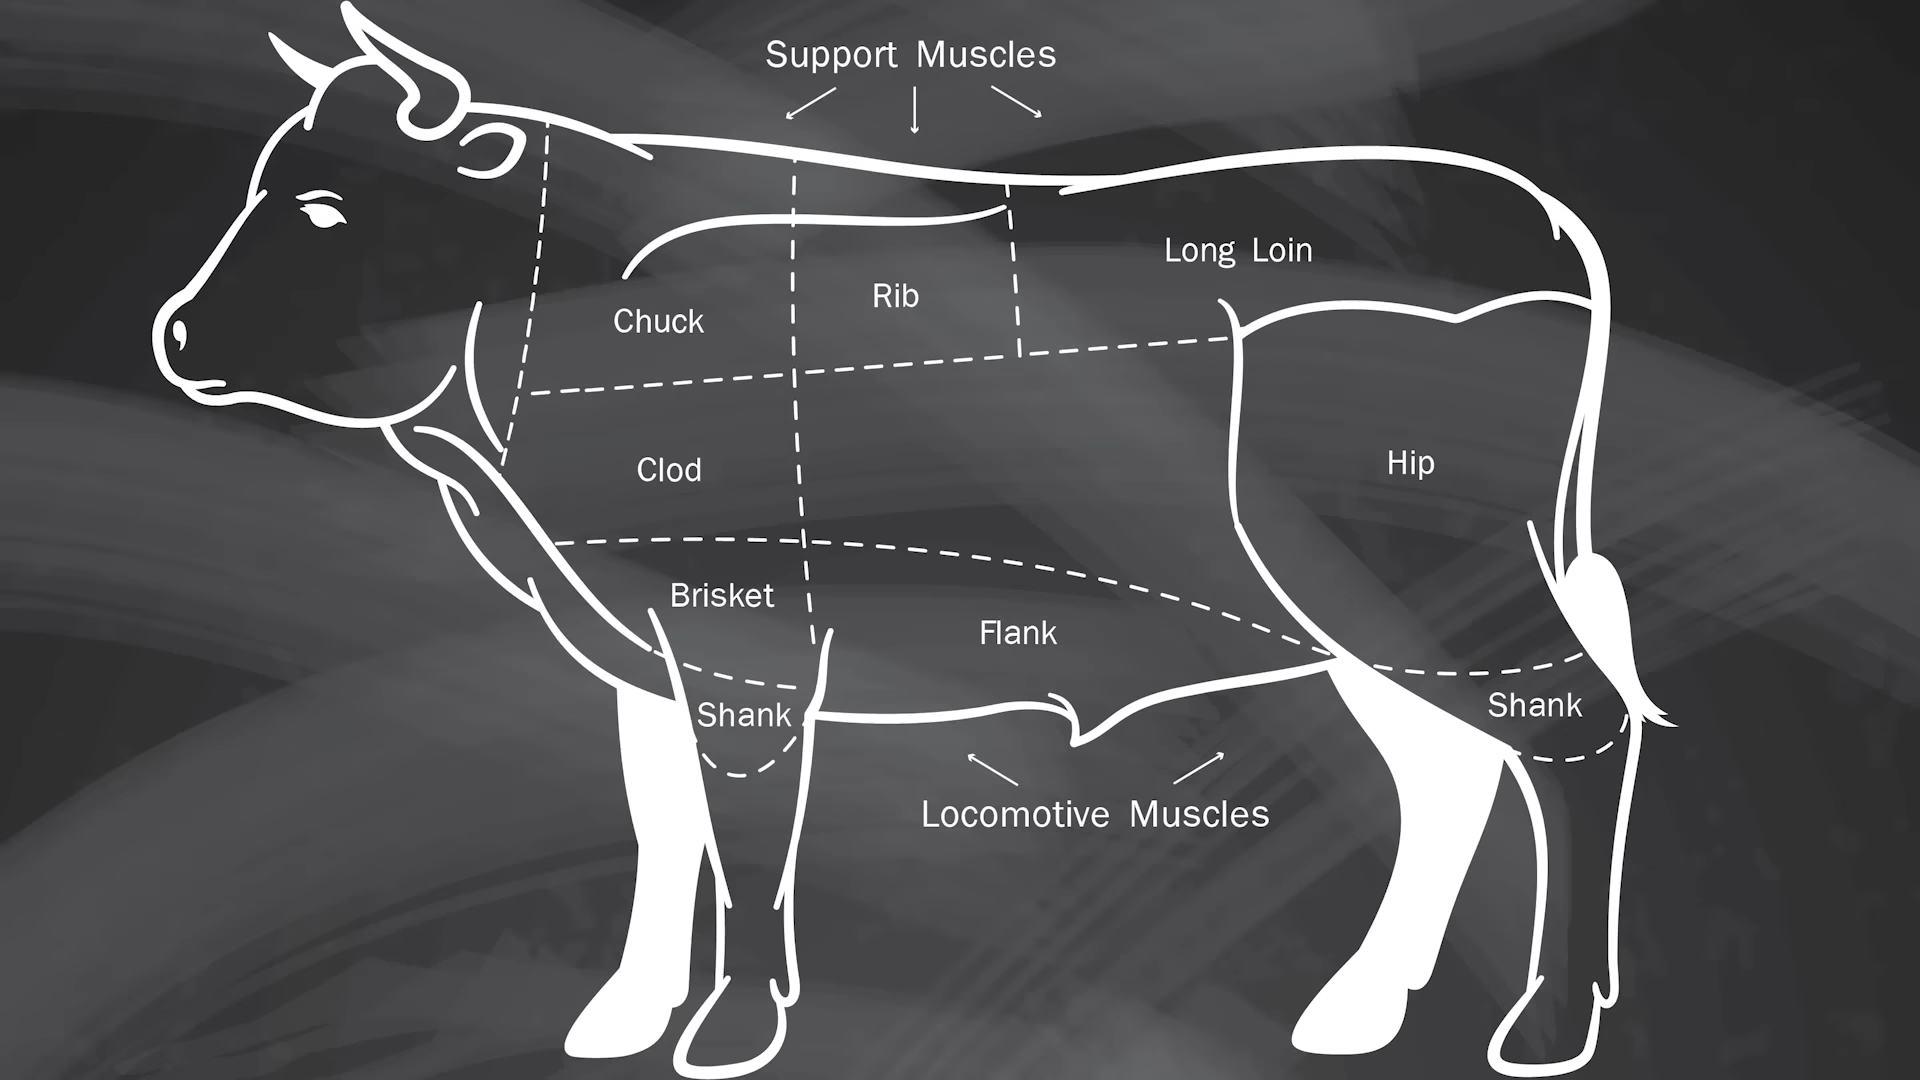 Support Muscles
Long Loin
Rib
Chuck
Hip
Clod
Brisket
Flank
Shank
Shank
Locomotive Muscles